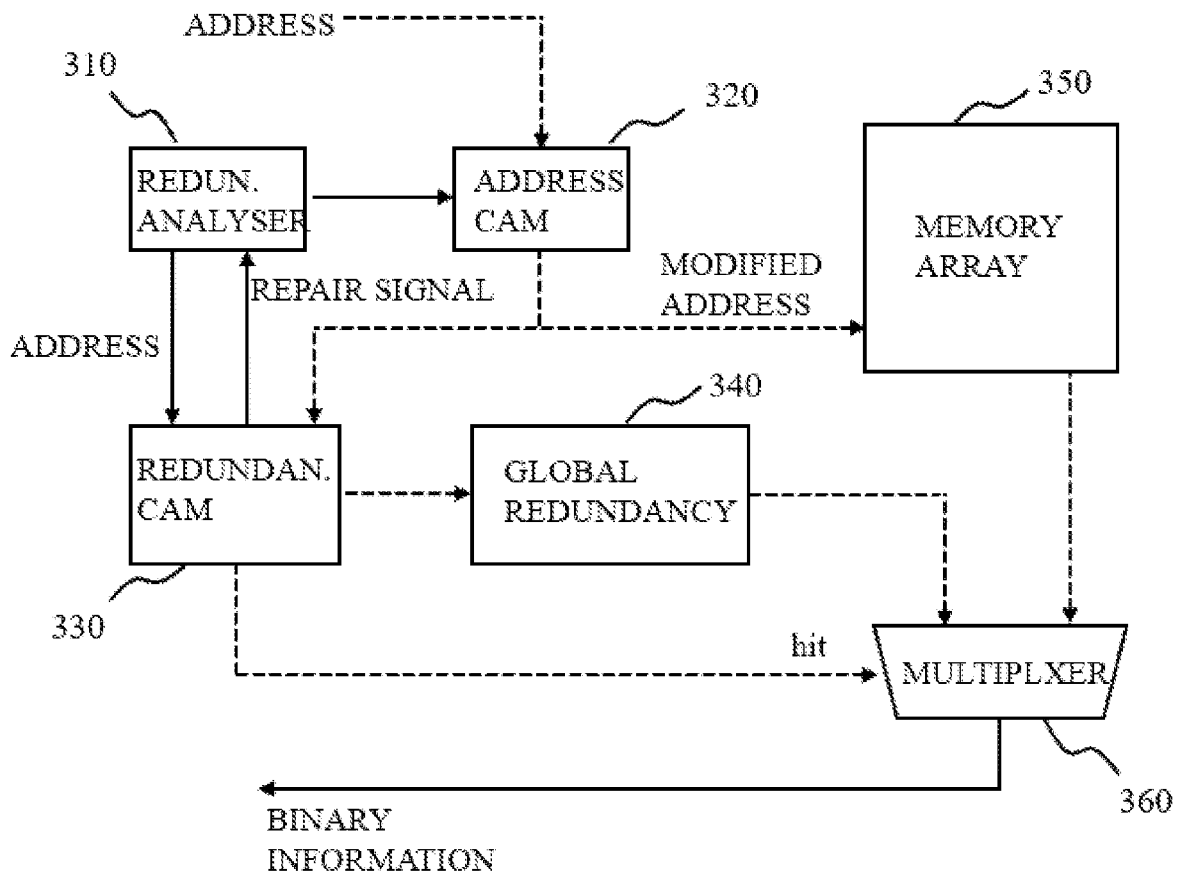 ADDRESS
310
320
350
REDUN.
ANALYSER
ADDRESS
CAM
MEMORY
ARRAY
REPAIR SIGNAL
MODIFIED
ADDRESS
ADDRESS
340
REDUNDAN.
CAM
GLOBAL
REDUNDANCY
330
hit
MULTIPLXER
360
BINARY
INFORMATION